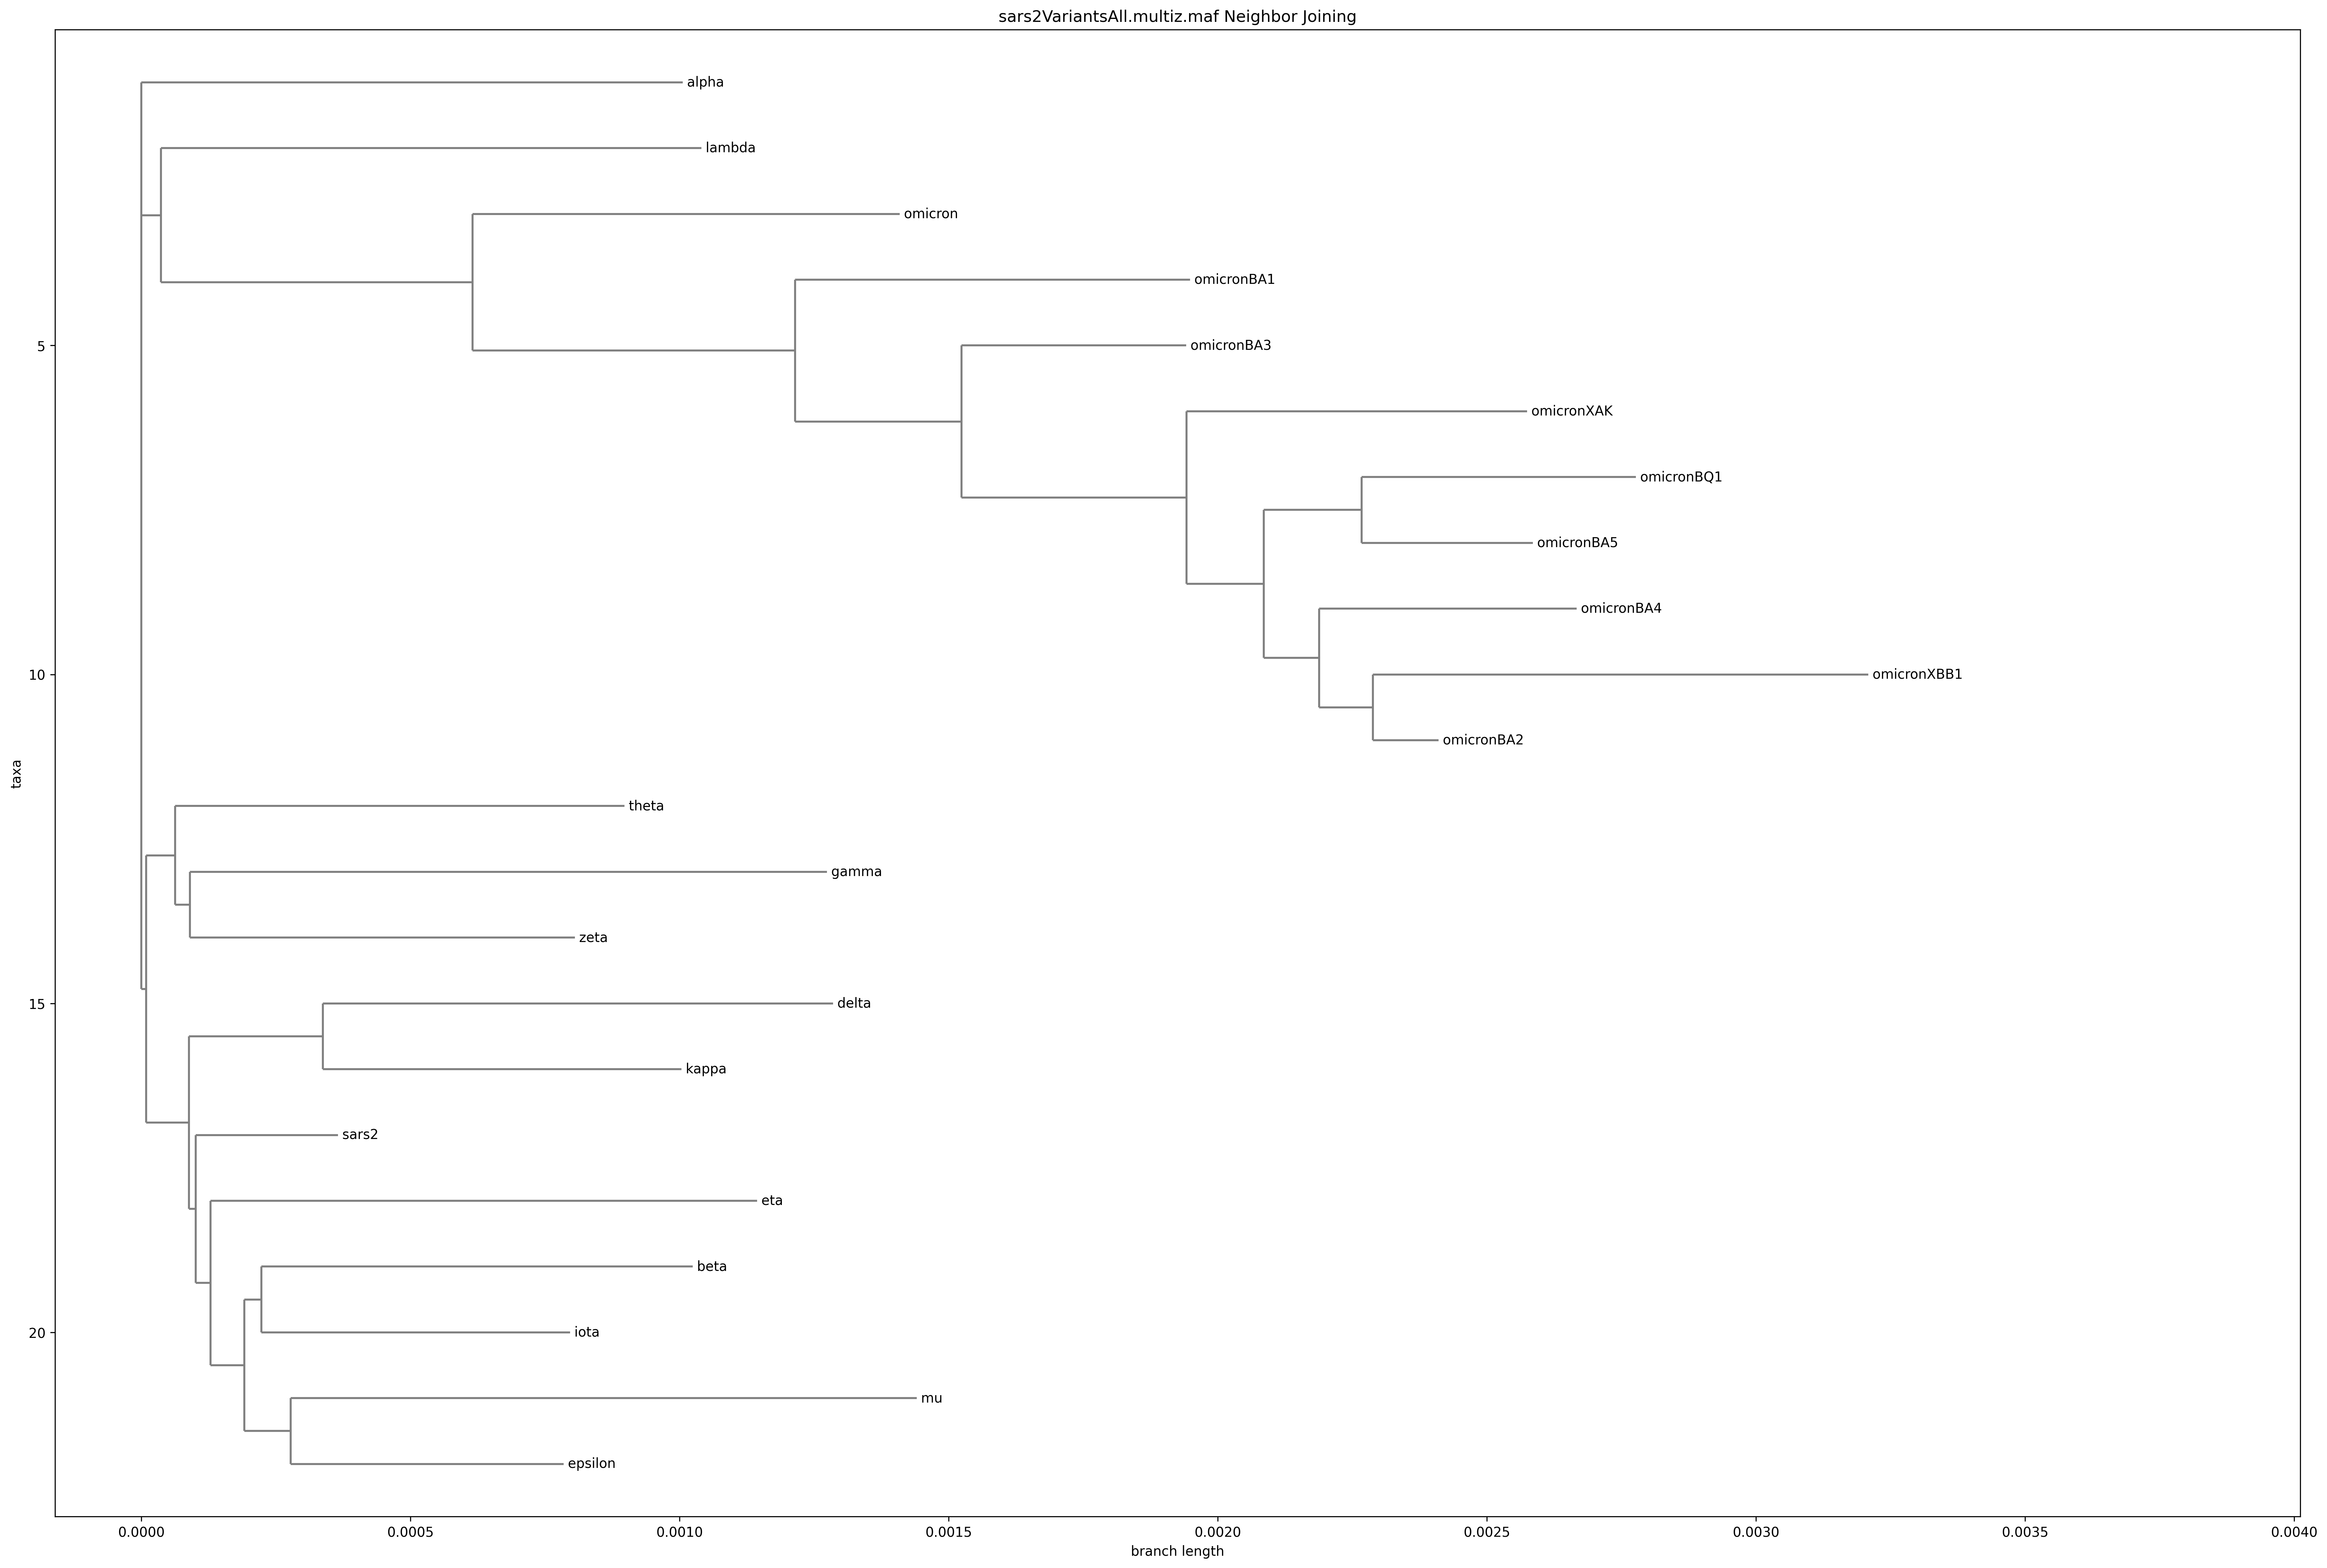 sars2VariantsAll.multiz.maf Neighbor Joining
alpha
lambda
omicron
omicronBA1
omicronBA3
omicronXAK
omicronBQ1
omicronBA5
omicronBA4
omicronXBB1
omicronBA2
theta
gamma
zeta
delta
kappa
sars2
eta
beta
iota
mu
epsilon
taxa
5
10
15
20
0.0000 0.0005 0.0010 0.0015 0.0020 0.0025 0.0030 0.0035 0.0040
branch length